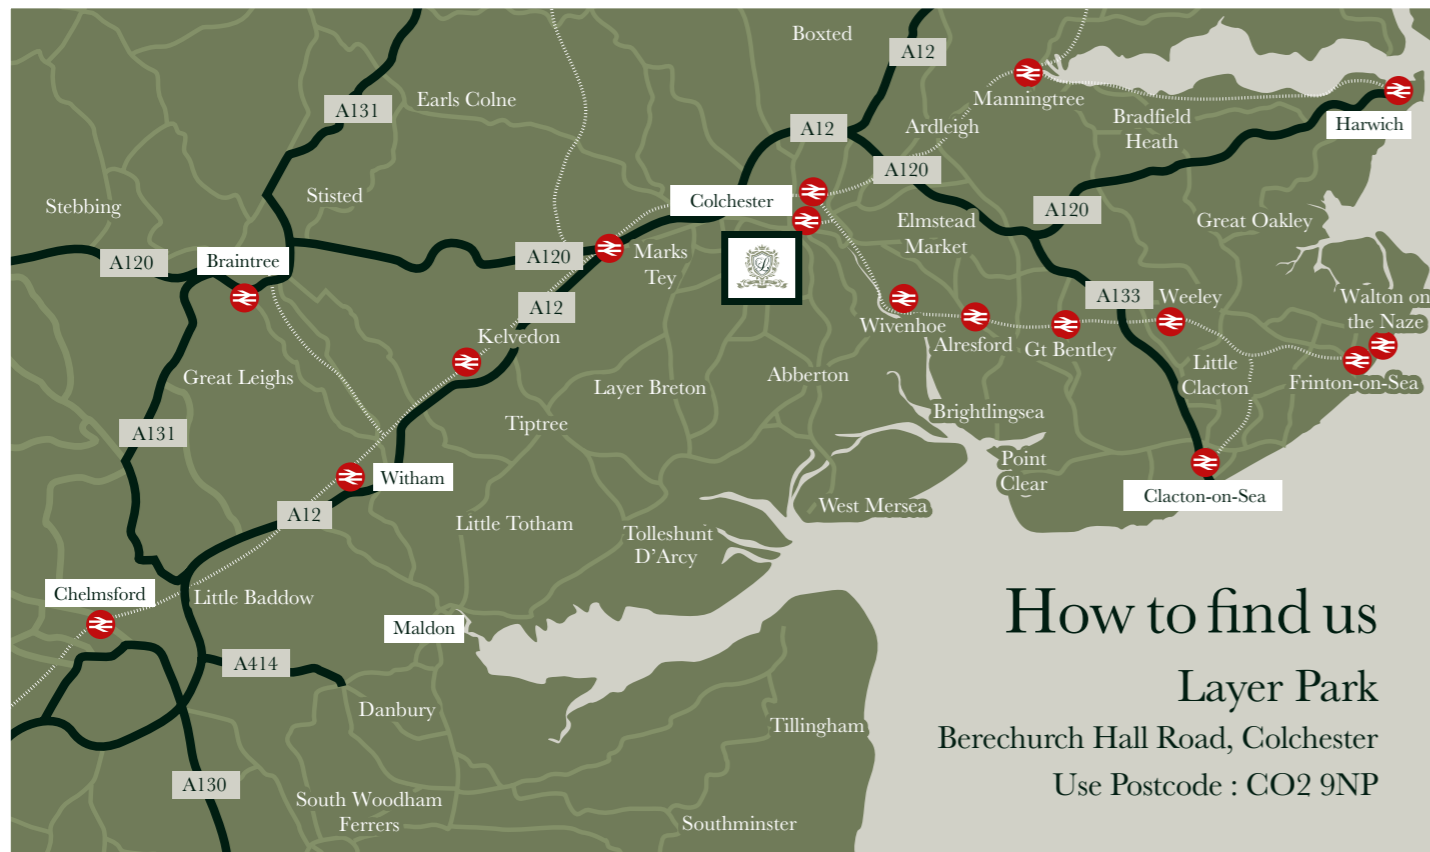 Boxted
A12
Earls Colne
A131
Manningtree
Bradfield
Heath
Harwich
A12
Ardleigh
A120
Stebbing
Stisted
Colchester
Elmstead
Market
A120
Great Oakley
A120
Braintree
A120
Marks
Tey
L
A12
Kelvedon
Wivenhoe
Alresford
Gt Bentley
A133
Weeley
Walton on
the Naze
Frinton-on-Sea
Little
Clacton
Great Leighs
Layer Breton
Abberton
Brightlingsea
Tiptree
A131
Point
Clear
Witham
Clacton-on-Sea
A12
Little Totham
West Mersea
Tolleshunt
D'Arcy
Chelmsford
Little Baddow
Maldon
A414
Danbury
Tillingham
A130
South Woodham
Ferrers
Southminster
How to find us
Layer Park
Berechurch Hall Road, Colchester
Use Postcode : CO2 9NP